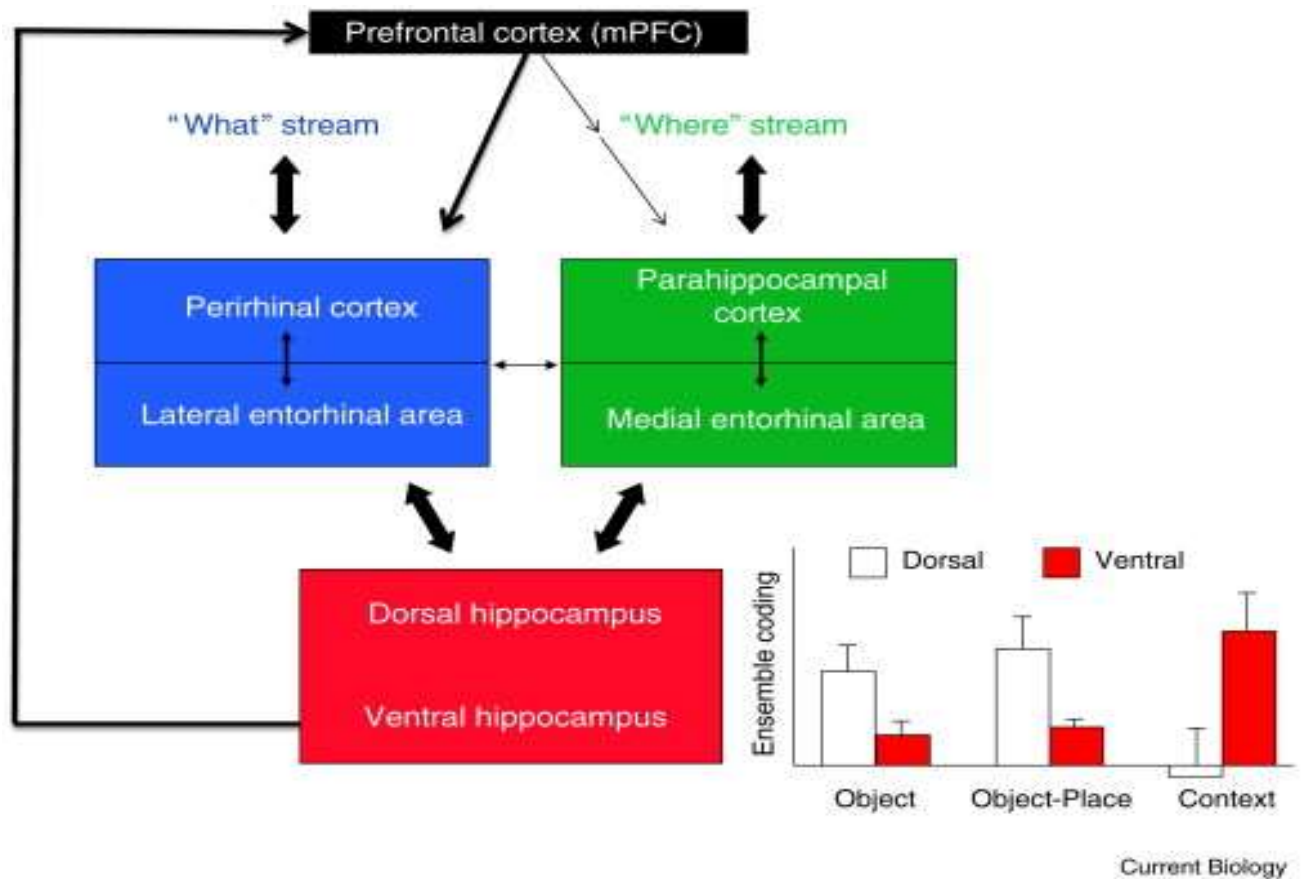 Prefrontal cortex (mPFC)
"What" stream
"Where" stream
Perirhinal cortex
Lateral entorhinal area
Parahippocampal
cortex
Medial entorhinal area
Dorsal hippocampus
Ventral hippocampus
Ensemble coding
Dorsal
Ventral
Object
Object-Place
Context
Current Biology